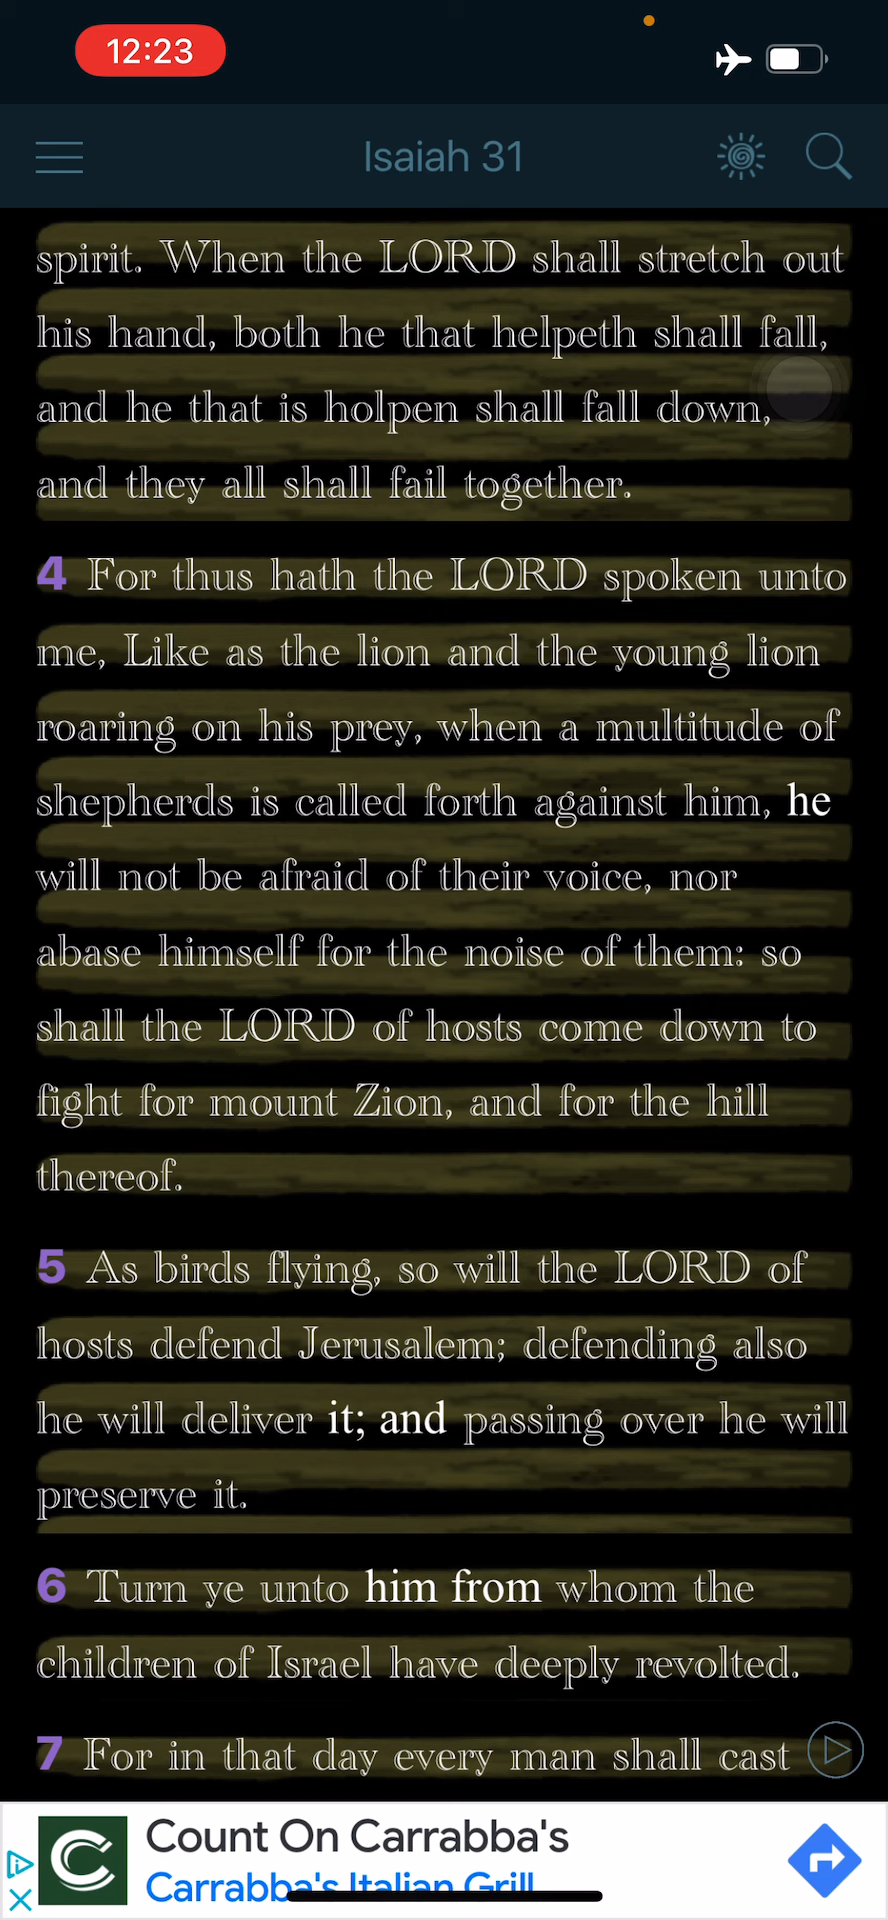 12:23
Isaiah 31
spirit. When the LORD shall stretch out
his hand, both he that helpeth shall fall,
and he that is holpen shall fall down,
and they all shall fail together.
4 For thus hath the LORD spoken unto
me, Like as the lion and the young lion
roaring on his prey, when a multitude of
shepherds is called forth against him, he
will not be afraid of their voice, nor
abase himself for the noise of them: so
shall the LORD of hosts come down to
fight for mount Zion, and for the hill
thereof.
5 As birds flying, so will the LORD of
hosts defend Jerusalem; defending also
he will deliver it; and passing over he will
preserve it.
6 Turn ye unto him from whom the
children of Israel have deeply revolted.
7 For in that day every man shall cast
Count On Carrabba's
Carrabba's Italian Grill